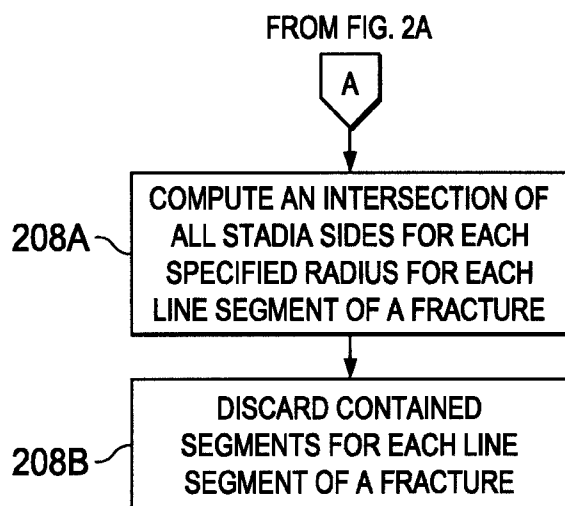 FROM FIG. 2A
A
208A
COMPUTE AN INTERSECTION OF
ALL STADIA SIDES FOR EACH
SPECIFIED RADIUS FOR EACH
LINE SEGMENT OF A FRACTURE
208B
DISCARD CONTAINED
SEGMENTS FOR EACH LINE
SEGMENT OF A FRACTURE